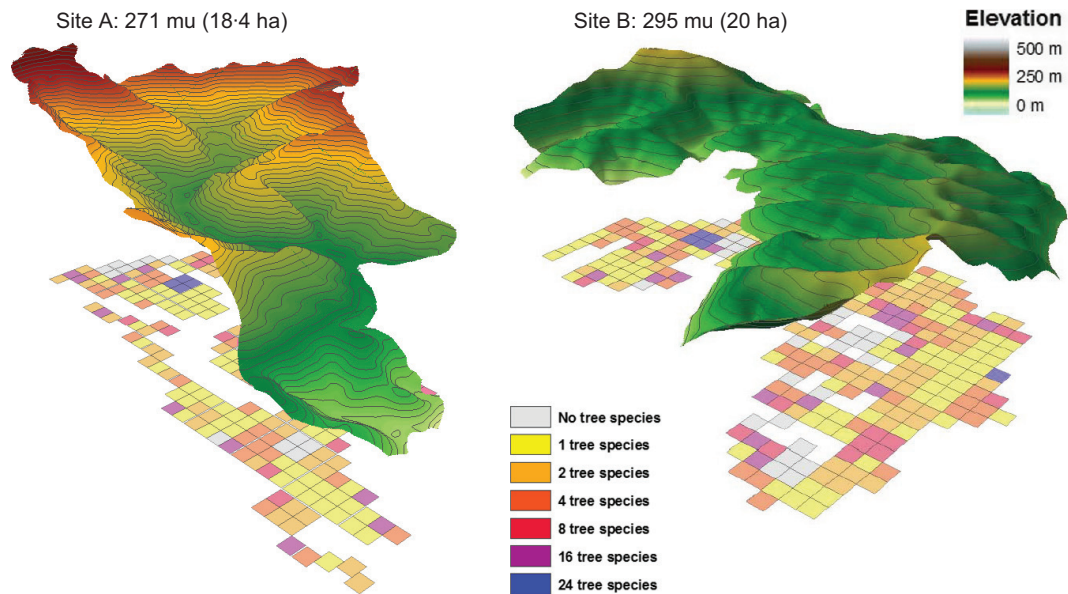 Site A: 271 mu (18·4 ha)
Site B: 295 mu (20 ha)
Elevation
500 m
250 m
0 m
No tree species
1 tree species
2 tree species
4 tree species
8 tree species
16 tree species
24 tree species